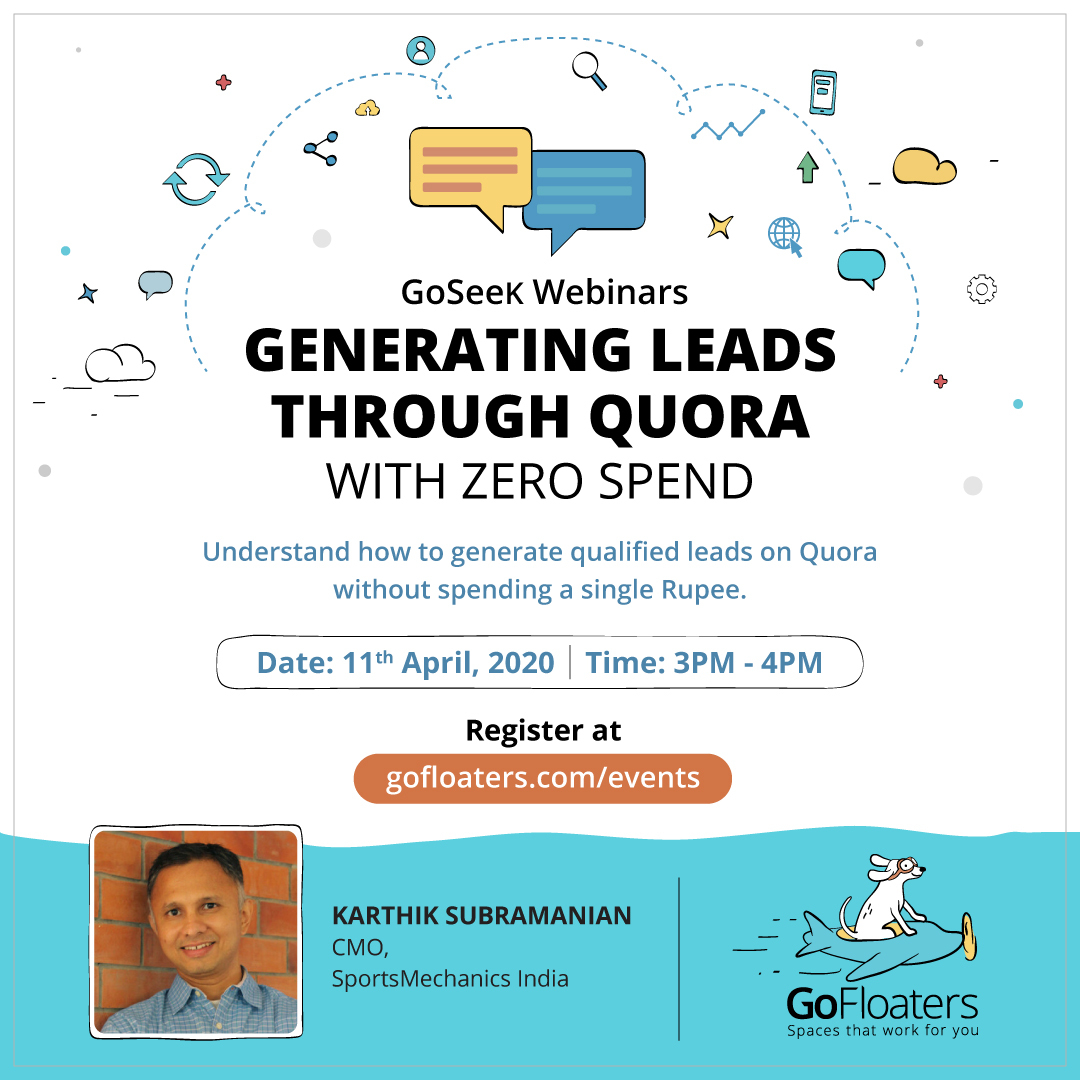 GoSeeK Webinars
GENERATING LEADS
THROUGH QUORA
WITH ZERO SPEND
Understand how to generate qualified leads on Quora
without spending a single Rupee.
Date: 11th April, 2020 | Time: 3PM - 4PM
Register at
gofloaters.com/events
KARTHIK SUBRAMANIAN
CMO,
SportsMechanics India
GoFloaters
Spaces that work for you